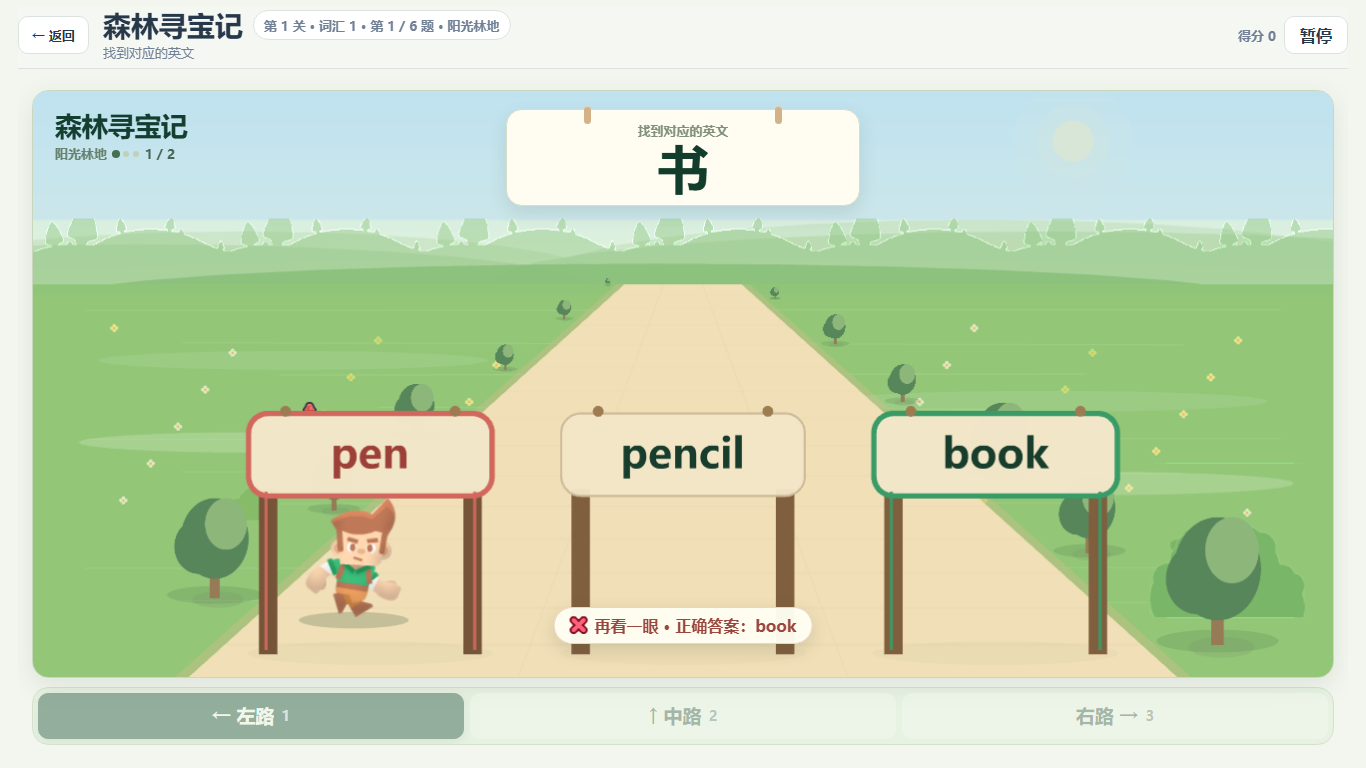 ← 返回
森林寻宝记
第 1 关 • 词汇 1 • 第 1 / 6 题 • 阳光林地
找到对应的英文
得分 0
暂停
森林寻宝记
阳光林地 1 / 2
找到对应的英文
书
pen
pencil
book
再看一眼 • 正确答案：book
← 左路 1
↑ 中路 2
右路 → 3